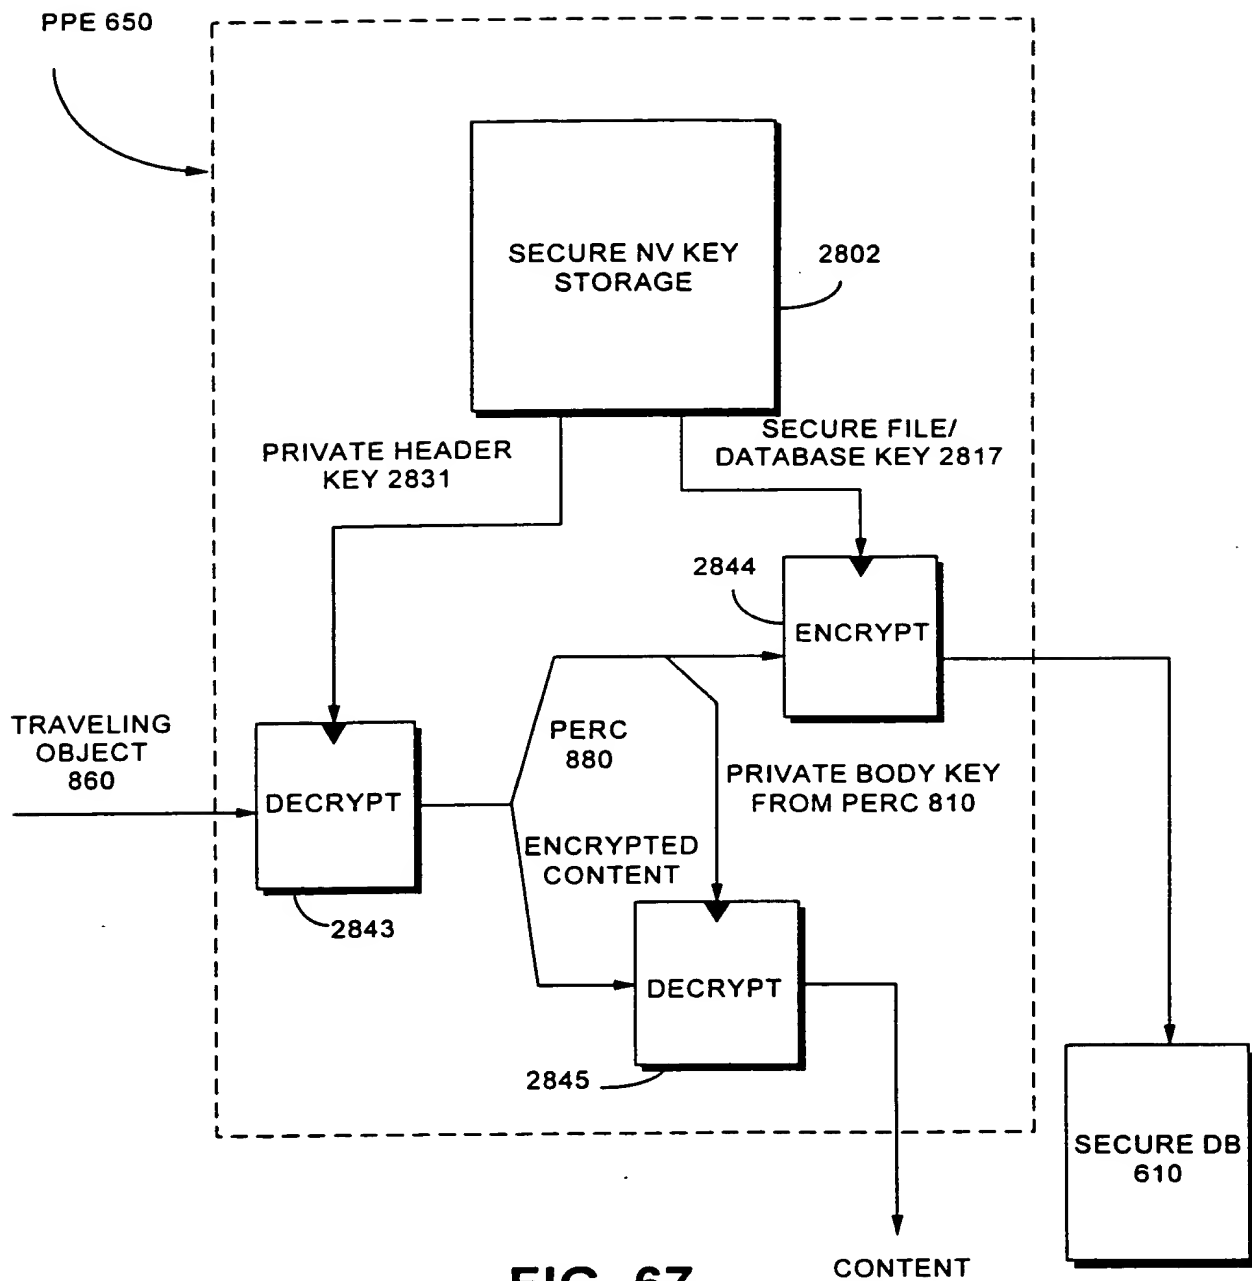 PPE 650
SECURE NV KEY
STORAGE
2802
PRIVATE HEADER
KEY 2831
SECURE FILE/
DATABASE KEY 2817
2844
ENCRYPT
TRAVELING
OBJECT
860
DECRYPT
PERC
880
PRIVATE BODY KEY
FROM PERC 810
ENCRYPTED
CONTENT
2843
DECRYPT
2845
SECURE DB
610
CONTENT
FIG. 67